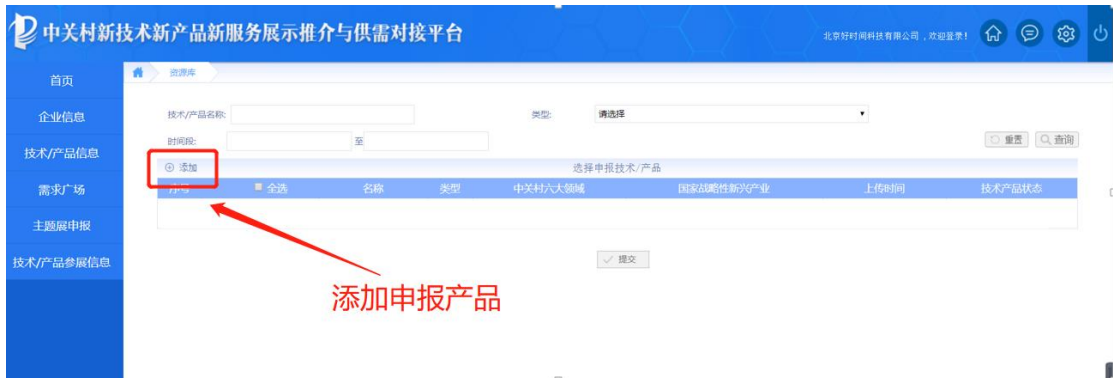 中关村新技术新产品新服务展示推介与供需对接平台
北京好时间科技有限公司，欢迎登录！
首页
资源库
企业信息
技术/产品名称:
类型:
请选择
时间段:
至
重置
查询
技术/产品信息
添加
选择申报技术/产品
需求广场
序号
全选
名称
类型
中关村六大领域
国家战略性新兴产业
上传时间
技术产品状态
主题展申报
提交
技术/产品参展信息
添加申报产品